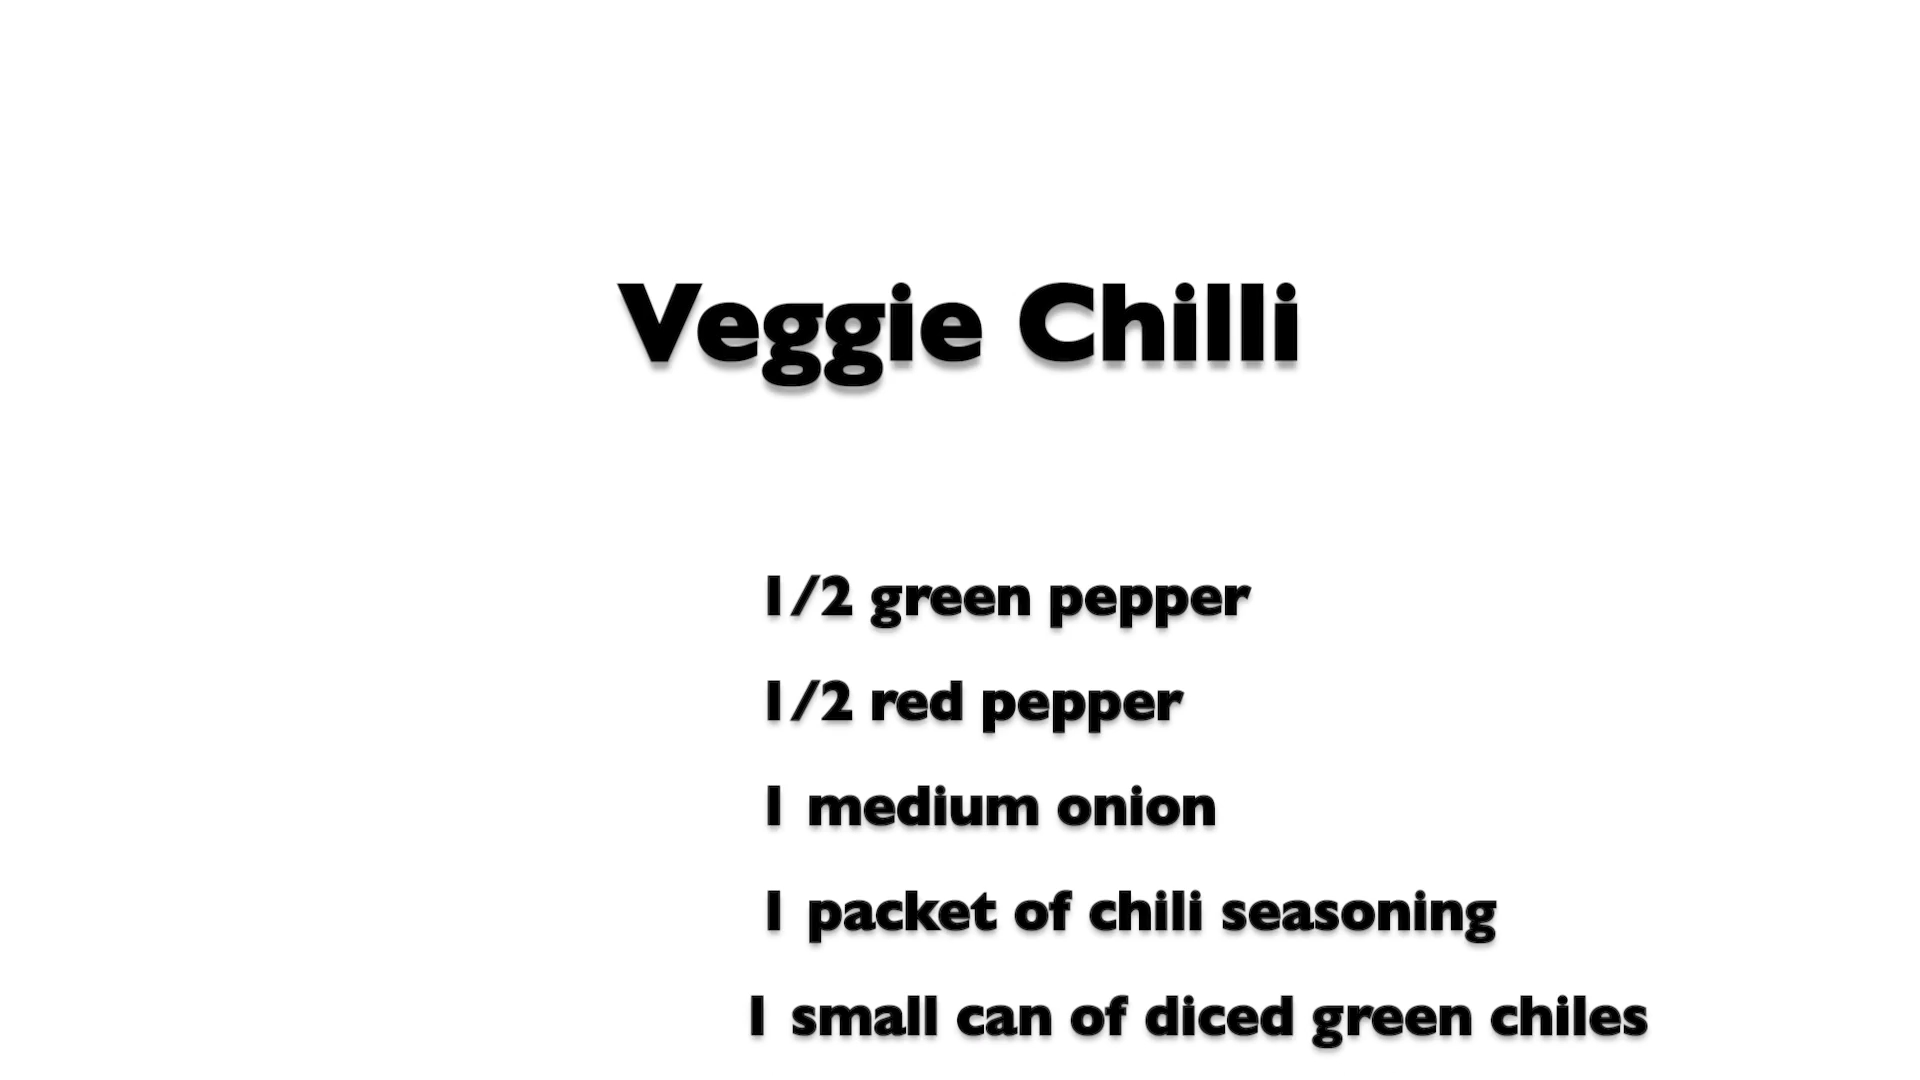 Veggie Chilli
1/2 green pepper
1/2 red pepper
1 medium onion
1 packet of chili seasoning
1 small can of diced green chiles